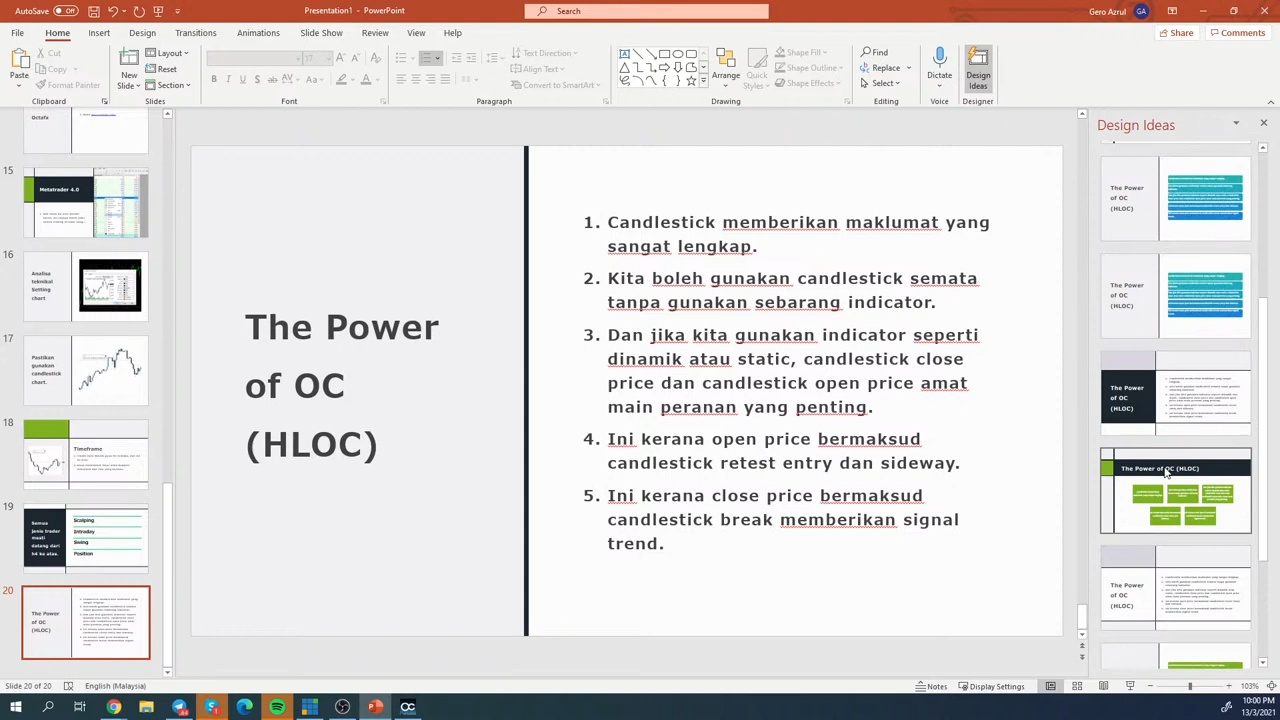 AutoSave
Off
Presentation1 - PowerPoint
Search
Gero Azul
GA
File
Home
Insert
Draw
Design
Transitions
Animations
Slide Show
Review
View
Help
Share
Comments
Paste
Cut
Copy
Format Painter
Clipboard
New
Slide
Layout
Reset
Section
Slides
Font
Text Direction
Align Text
Convert to SmartArt
Paragraph
Arrange
Quick
Styles
Shape Fill
Shape Outline
Shape Effects
Drawing
Find
Replace
Select
Editing
Dictate
Voice
Design
Ideas
Designer
Octafx
15
Metatrader 4.0
16
Analisa
teknikal
Setting
chart
17
Pastikan
gunakan
candlestick
chart.
18
Timeframe
19
Semua
jenis trader
mesti
datang dari
h4 ke atas.
Scalping
Intraday
Swing
Position
20
The Power
of OC
(HLOC)
The Power
of OC
(HLOC)
1. Candlestick memberikan maklumat yang
sangat lengkap.
2. Kita boleh gunakan candlestick semata
tanpa gunakan sebarang indicator.
3. Dan jika kita gunakan indicator seperti
dinamik atau static, candlestick close
price dan candlestick open price amat
main peranan yang penting.
4. Ini kerana open price bermaksud
candlestick retest entry dan sideway.
5. Ini kerana close price bermaksud
candlestick break memberikan signal
trend.
Design Ideas
The Power
of OC
(HLOC)
The Power
of OC
(HLOC)
The Power
of OC
(HLOC)
The Power of OC (HLOC)
The Power
of OC
(HLOC)
Slide 20 of 20
English (Malaysia)
Notes
Display Settings
103%
10:00 PM
13/3/2021